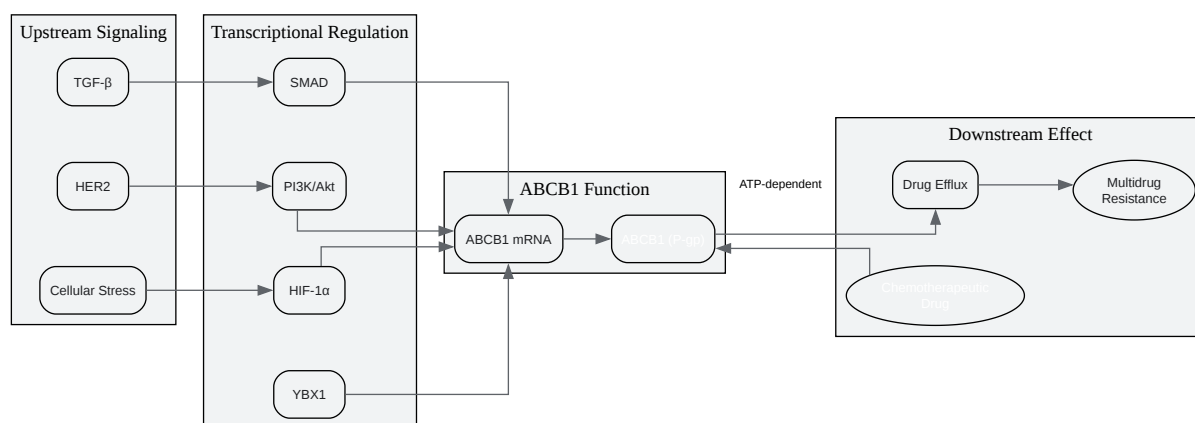 Upstream Signaling
TGF-β
HER2
Cellular Stress
Transcriptional Regulation
SMAD
PI3K/Akt
HIF-1α
YBX1
ABCB1 Function
ABCB1 mRNA
ABCB1 (P-gp)
ATP-dependent
Downstream Effect
Drug Efflux
Multidrug
Resistance
Chemotherapeutic
Drug